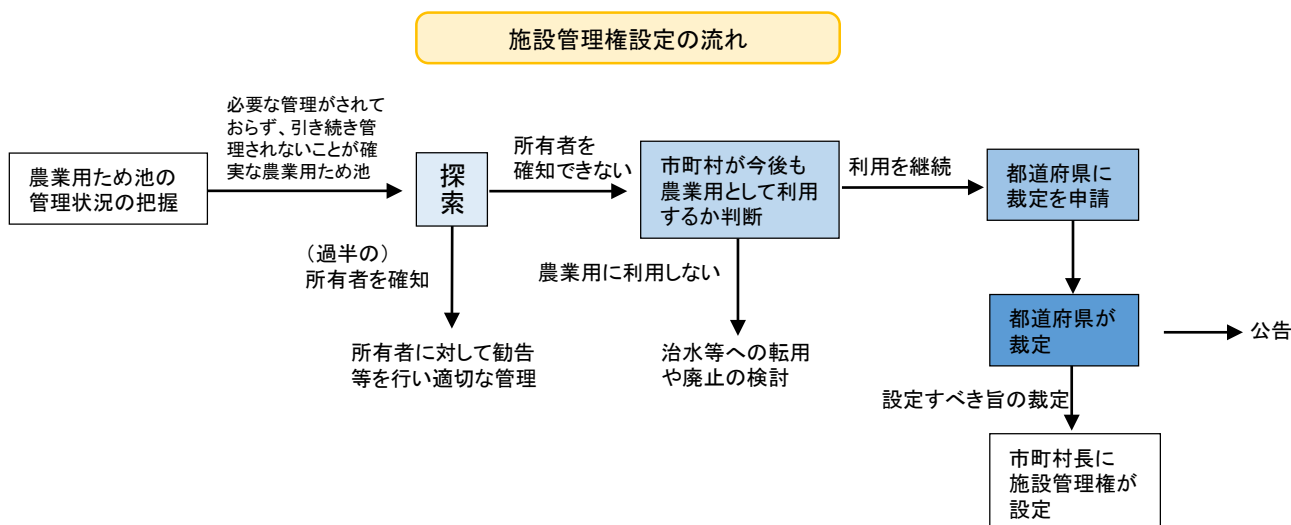 施設管理権設定の流れ
農業用ため池の
管理状況の把握
必要な管理がされて
おらず、引き続き管
理されないことが確
実な農業用ため池
探
索
所有者を
確知できない
市町村が今後も
農業用として利用
するか判断
利用を継続
都道府県に
裁定を申請
（過半の）
所有者を確知
農業用に利用しない
都道府県が
裁定
公告
所有者に対して勧告
等を行い適切な管理
治水等への転用
や廃止の検討
設定すべき旨の裁定
市町村長に
施設管理権が
設定